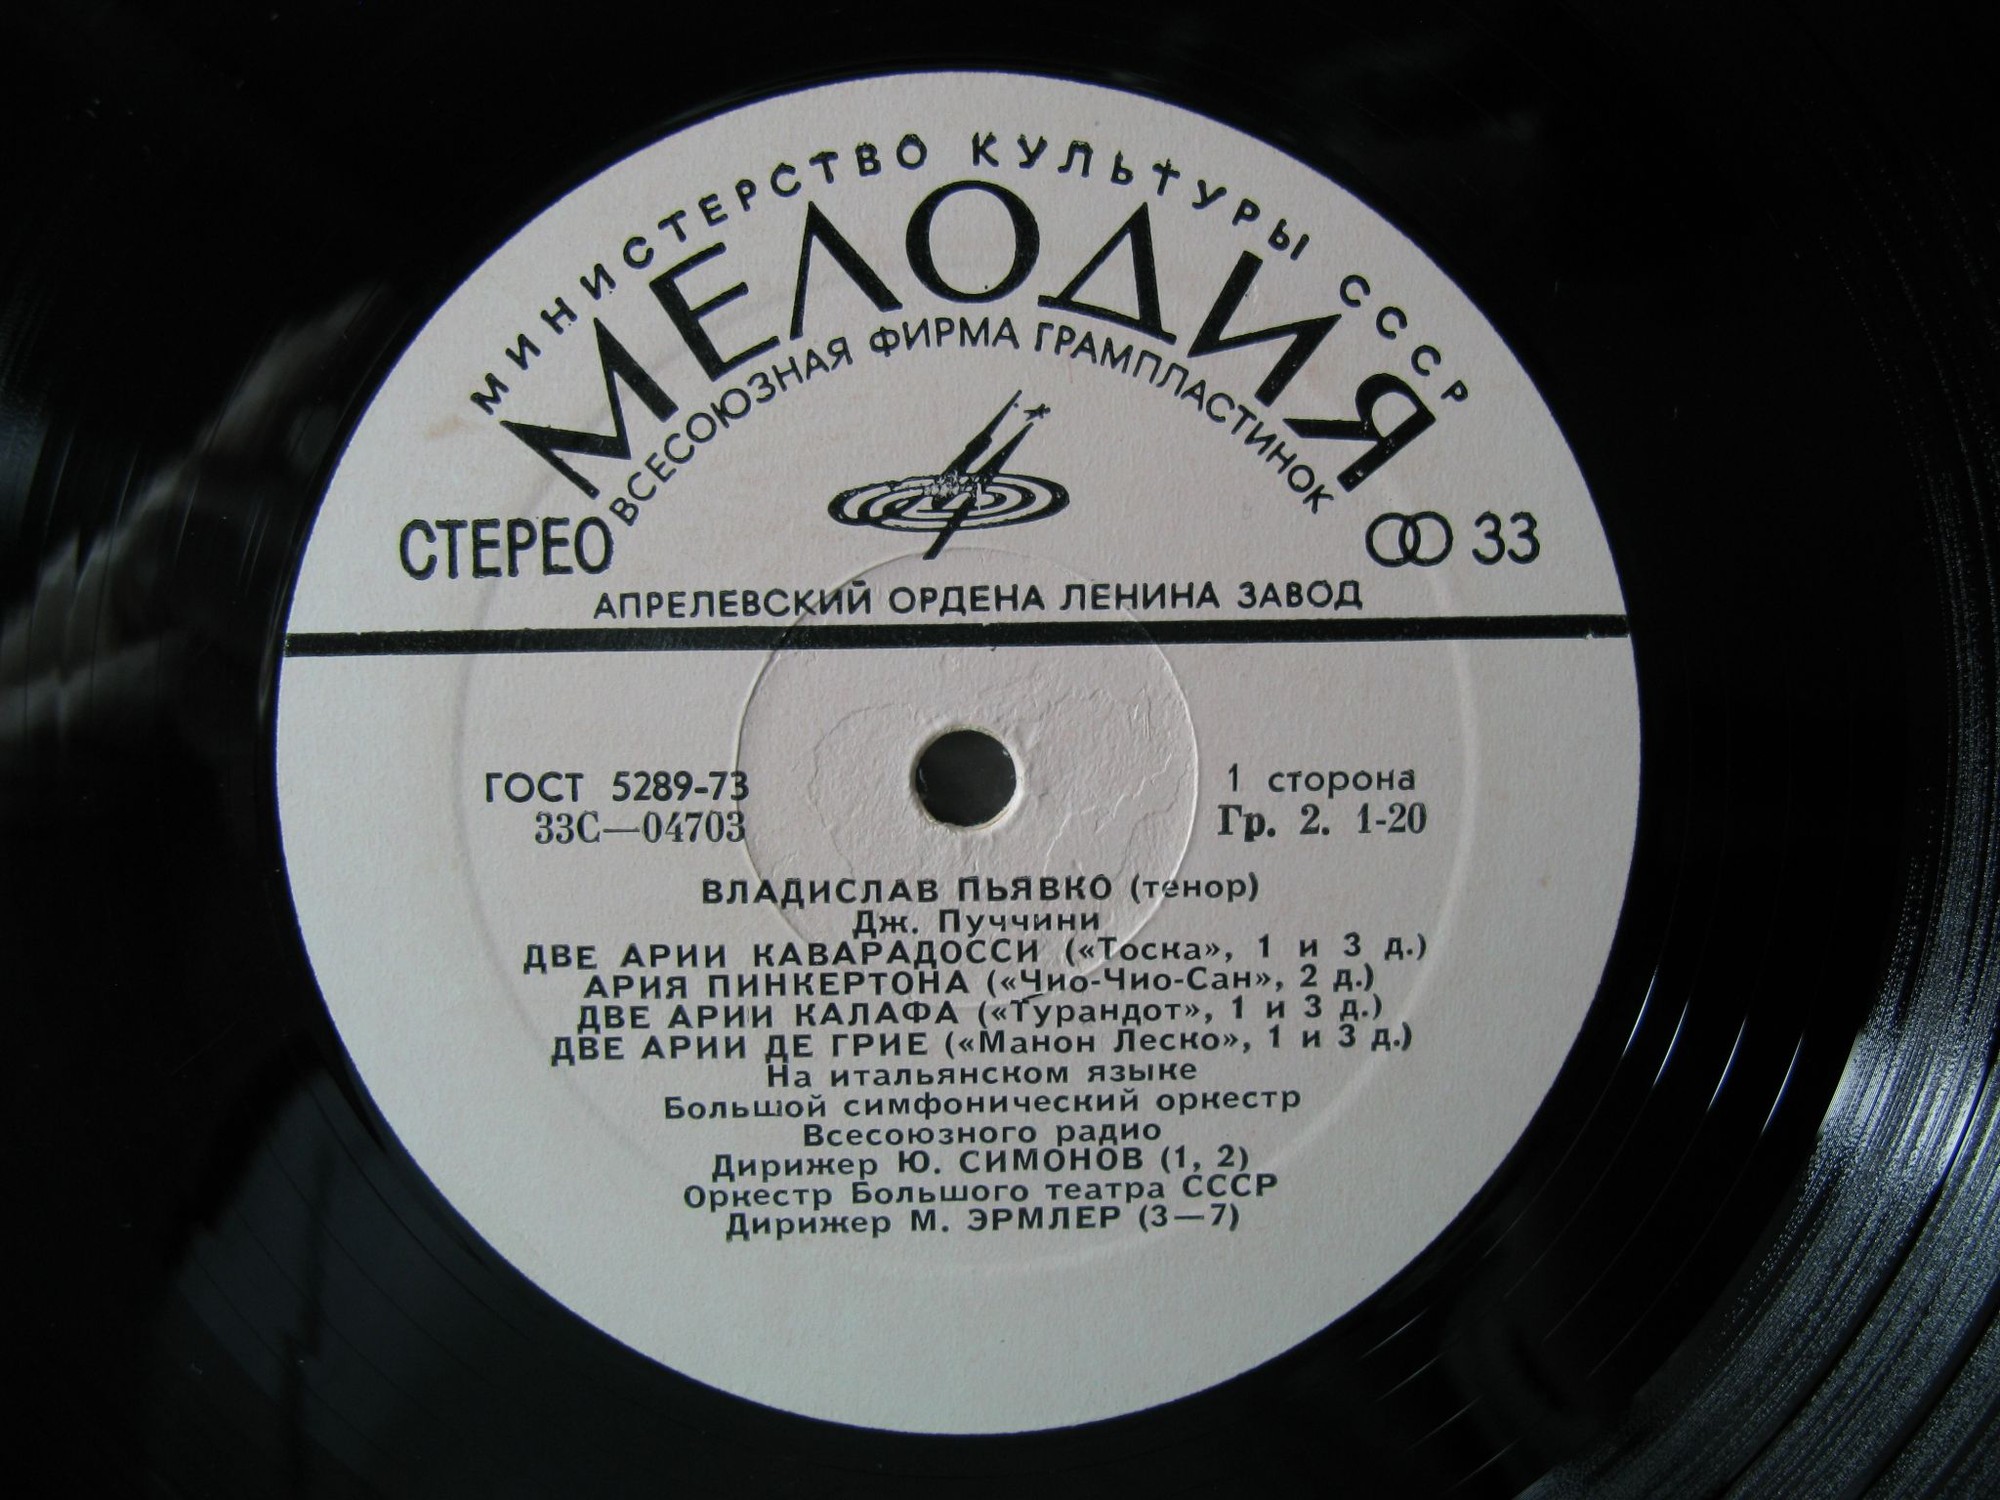 МИНИСТЕРСТВО КУЛЬТУРЫ СССР
МЕЛОДИЯ
ВСЕСОЮЗНАЯ ФИРМА ГРАМПЛАСТИНОК
СТЕРЕО
33
АПРЕЛЕВСКИЙ ОРДЕНА ЛЕНИНА ЗАВОД
ГОСТ 5289-73
33С—04703
1 сторона
Гр. 2. 1-20
ВЛАДИСЛАВ ПЬЯВКО (тенор)
Дж. Пуччини
ДВЕ АРИИ КАВАРАДОССИ («Тоска», 1 и 3 д.)
АРИЯ ПИНКЕРТОНА («Чио-Чио-Сан», 2 д.)
ДВЕ АРИИ КАЛАФА («Турандот», 1 и 3 д.)
ДВЕ АРИИ ДЕ ГРИЕ («Манон Леско», 1 и 3 д.)
На итальянском языке
Большой симфонический оркестр
Всесоюзного радио
Дирижер Ю. СИМОНОВ (1, 2)
Оркестр Большого театра СССР
Дирижер М. ЭРМЛЕР (3—7)